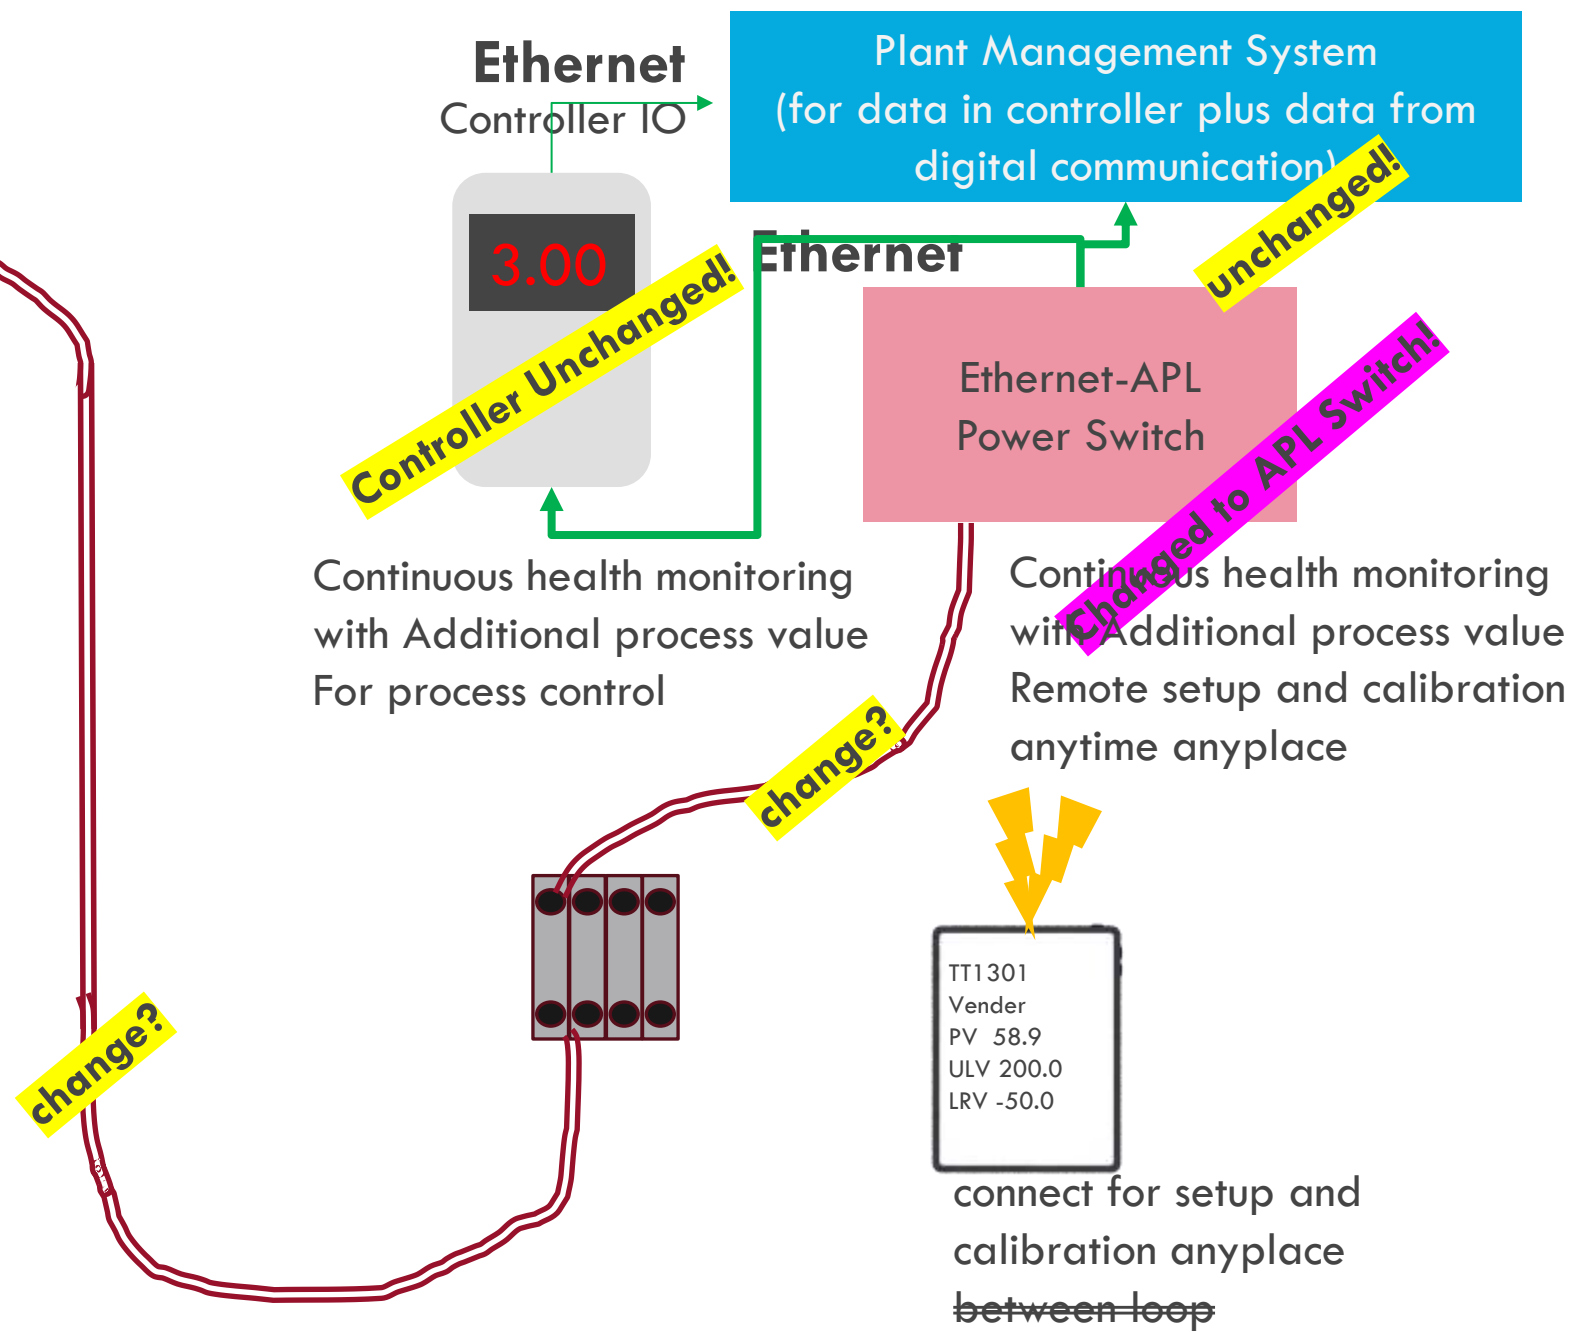 Ethernet
Controller IO
Plant Management System
(for data in controller plus data from
digital communication)
unchanged!
3.00
Ethernet
Controller Unchanged!
Ethernet-APL
Power Switch
Changed to APL Switch!
Continuous health monitoring
with Additional process value
For process control
Continuous health monitoring
with Additional process value
Remote setup and calibration
anytime anyplace
change?
change?
TT1301
Vender
PV 58.9
ULV 200.0
LRV -50.0
connect for setup and
calibration anyplace
between loop